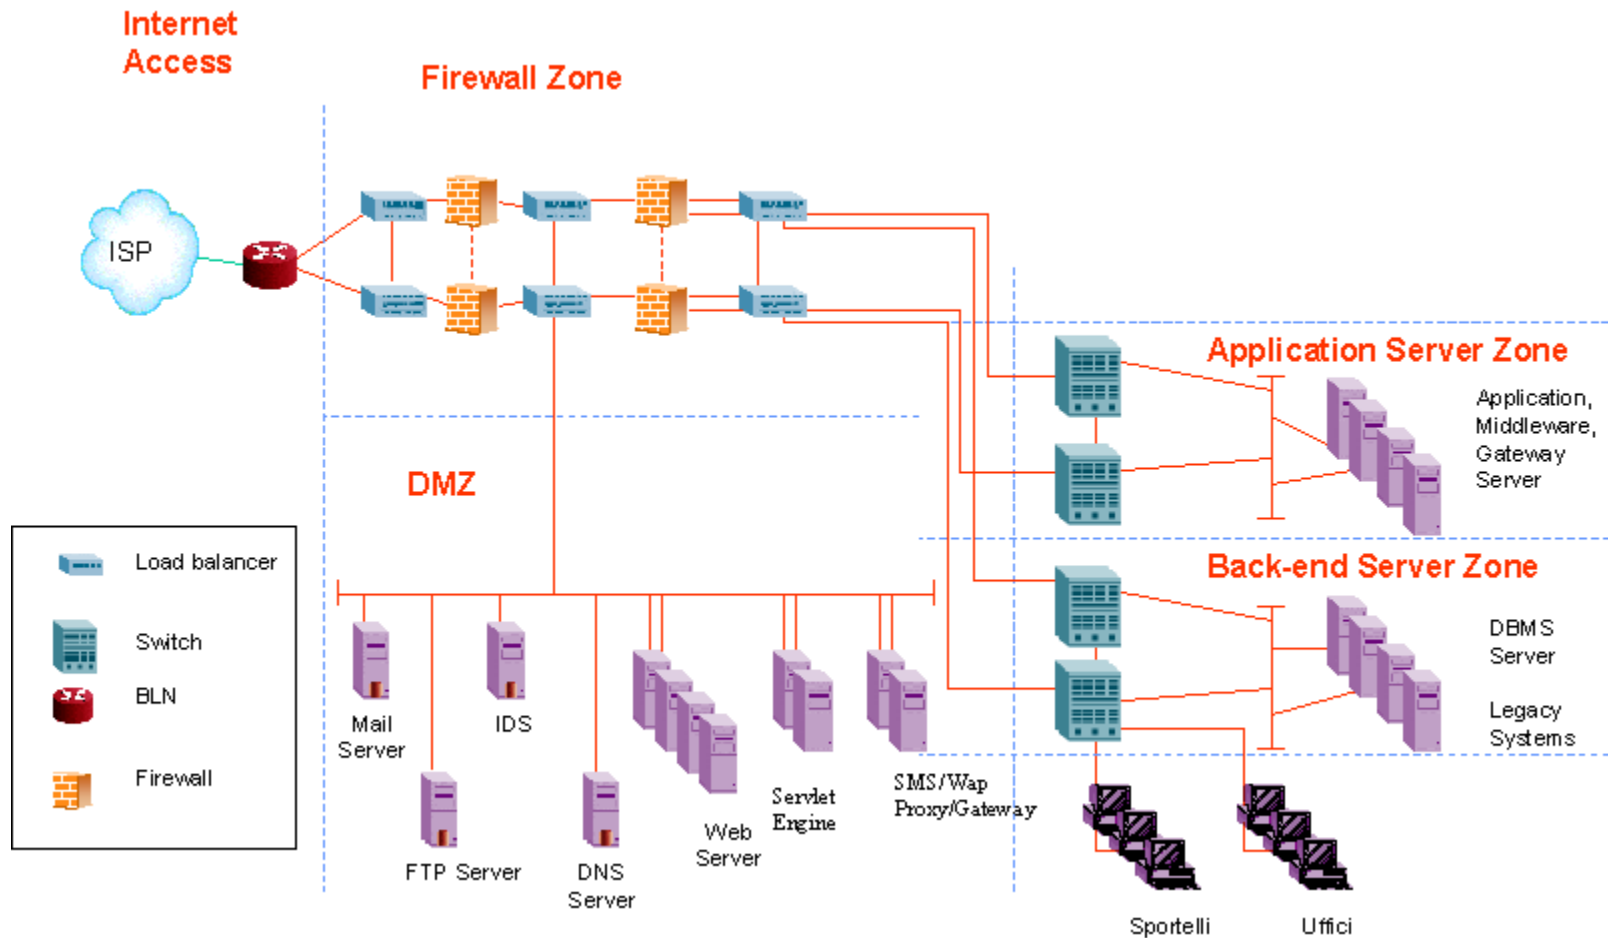 Internet
Access
Firewall Zone
ISP
Application Server Zone
Application,
Middleware,
Gateway
Server
DMZ
Load balancer
Switch
BLN
Firewall
Back-end Server Zone
DBMS
Server
Legacy
Systems
Mail
Server
IDS
FTP Server
DNS
Server
Web
Server
Servlet
Engine
SMS/Wap
Proxy/Gateway
Sportelli
Uffici